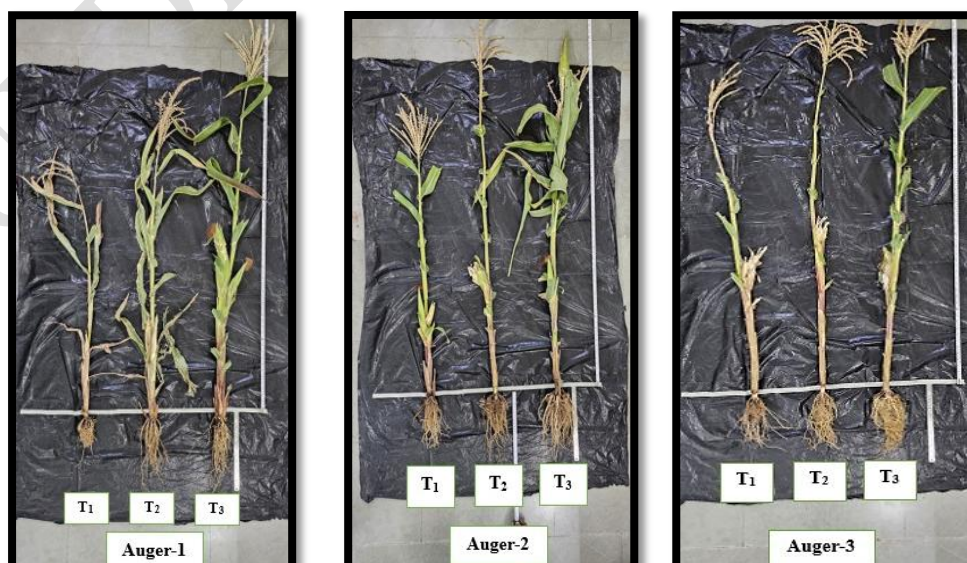 T₁ T₂ T₃
Auger-1
T₁ T₂ T₃
Auger-2
T₁ T₂ T₃
Auger-3